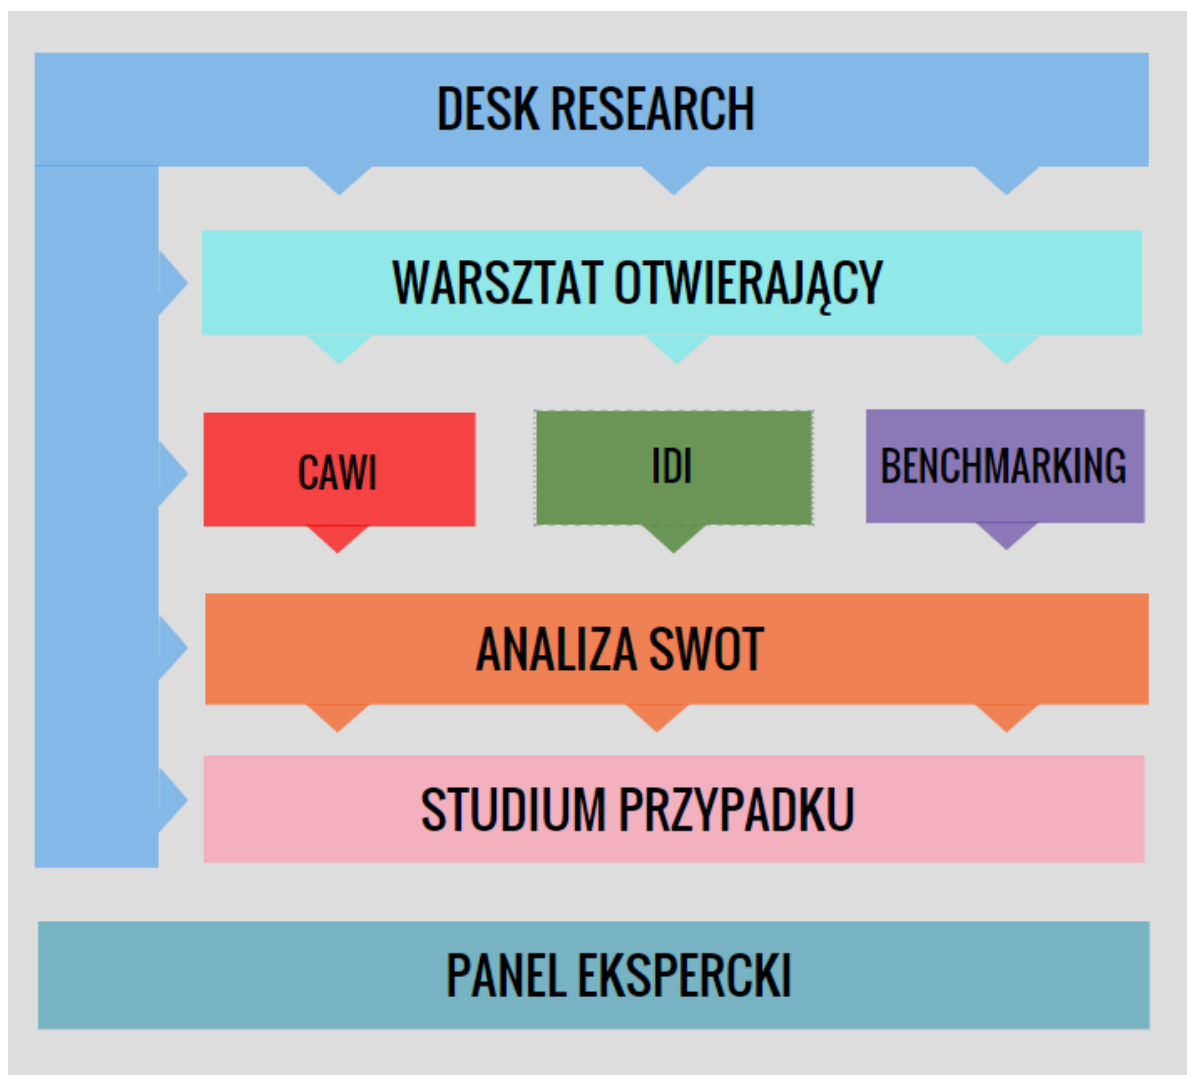 DESK RESEARCH
WARSZTAT OTWIERAJĄCY
CAWI
IDI
BENCHMARKING
ANALIZA SWOT
STUDIUM PRZYPADKU
PANEL EKSPERCKI